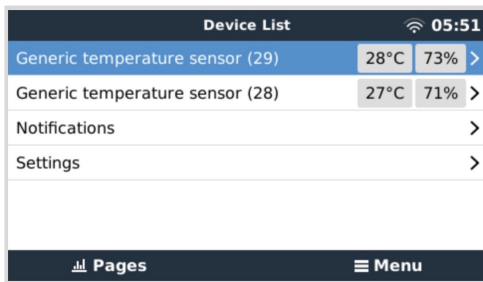 Device List 05:51
Generic temperature sensor (29) 28°C 73%
Generic temperature sensor (28) 27°C 71%
Notifications
Settings
Pages Menu